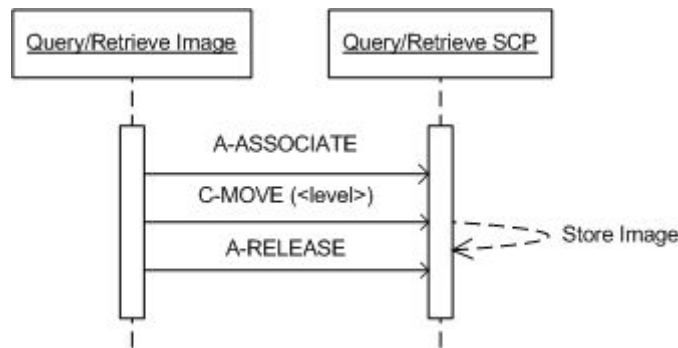 Query/Retrieve Image
Query/Retrieve SCP
A-ASSOCIATE
C-MOVE (<level>)
Store Image
A-RELEASE